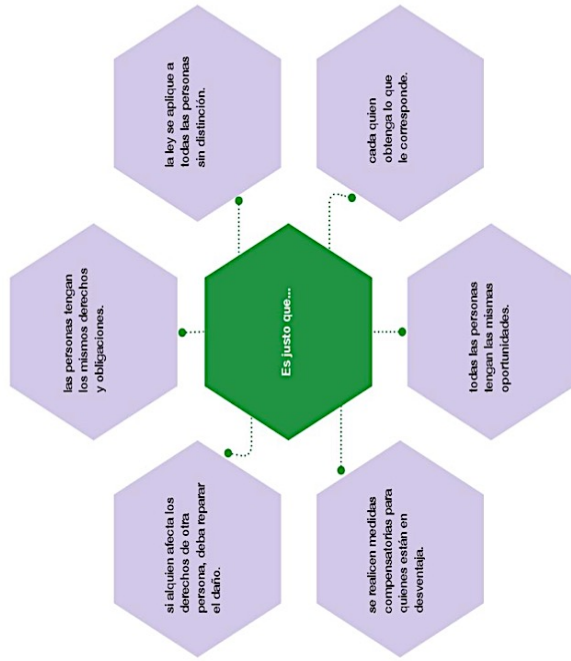 Es justo que...
las personas tengan
los mismos derechos
y obligaciones.
la ley se aplique a
todas las personas
sin distinción.
cada quien
obtenga lo que
le corresponde.
todas las personas
tengan las mismas
oportunidades.
se realicen medidas
compensatorias para
quienes están en
desventaja.
si alguien afecta los
derechos de otra
persona, deba reparar
el daño.